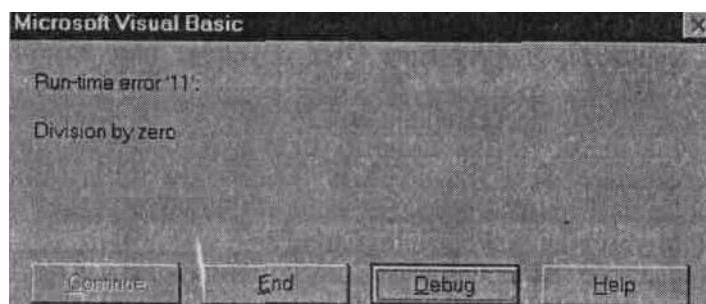 Microsoft Visual Basic
Run-time error '11':
Division by zero
Continue End Debug Help